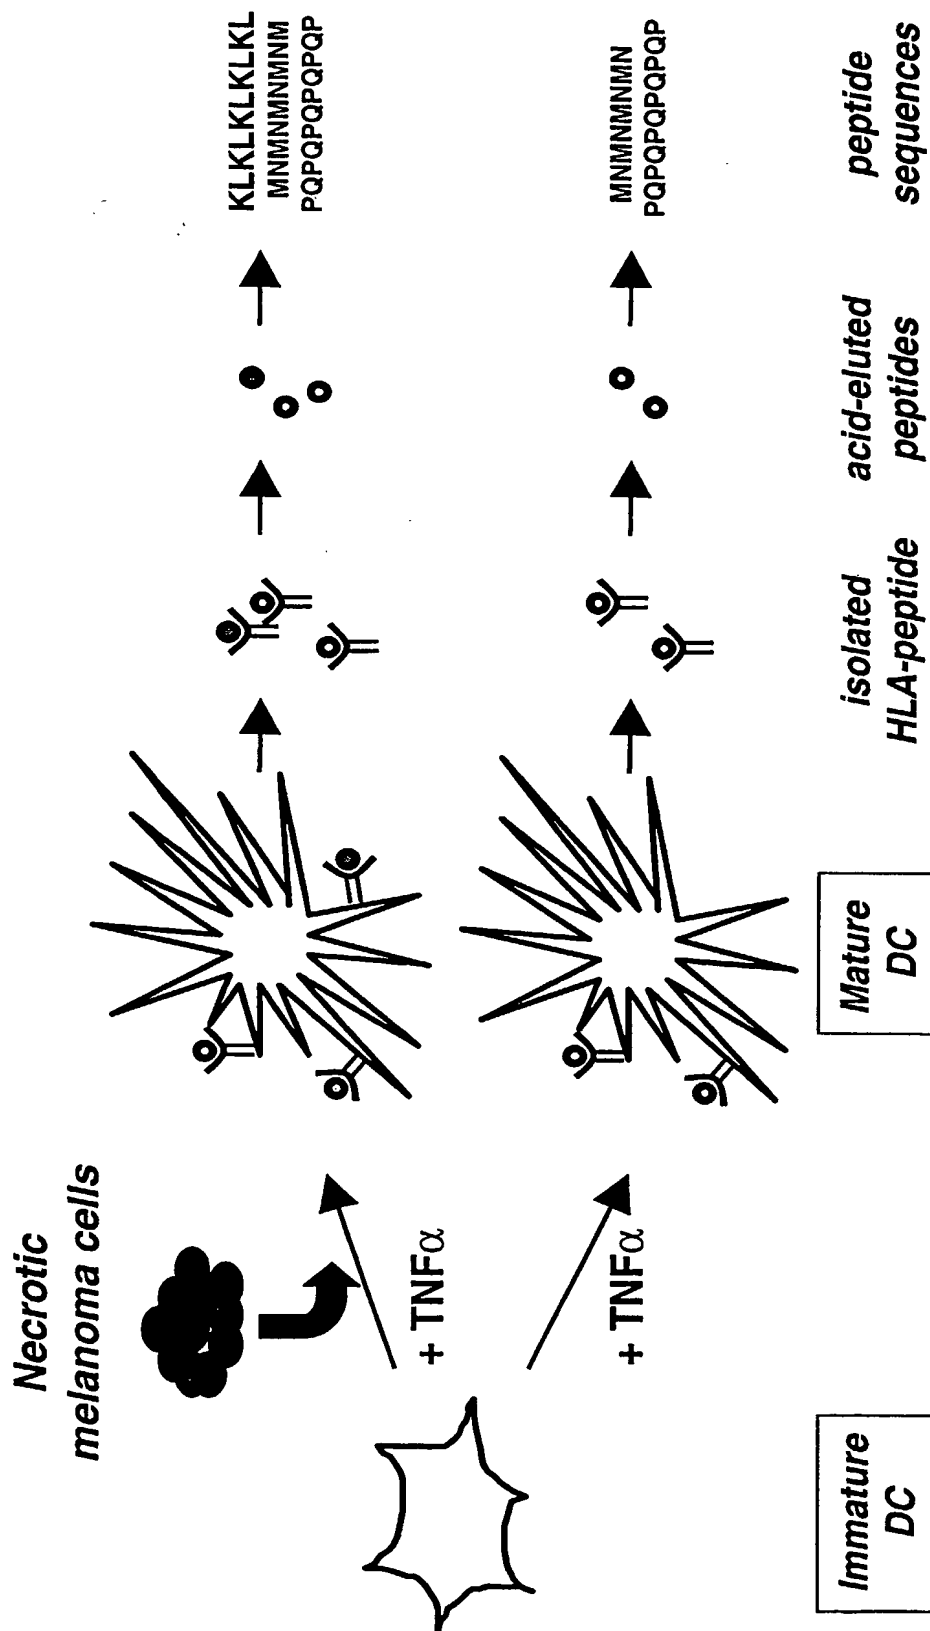 Necrotic
melanoma cells
+ TNFα
+ TNFα
KLKLKLKLKL
MNMNMNMNM
PQPQPQPQPQP
MNMNMNMN
PQPQPQPQPQP
Immature
DC
Mature
DC
isolated
HLA-peptide
acid-eluted
peptides
peptide
sequences